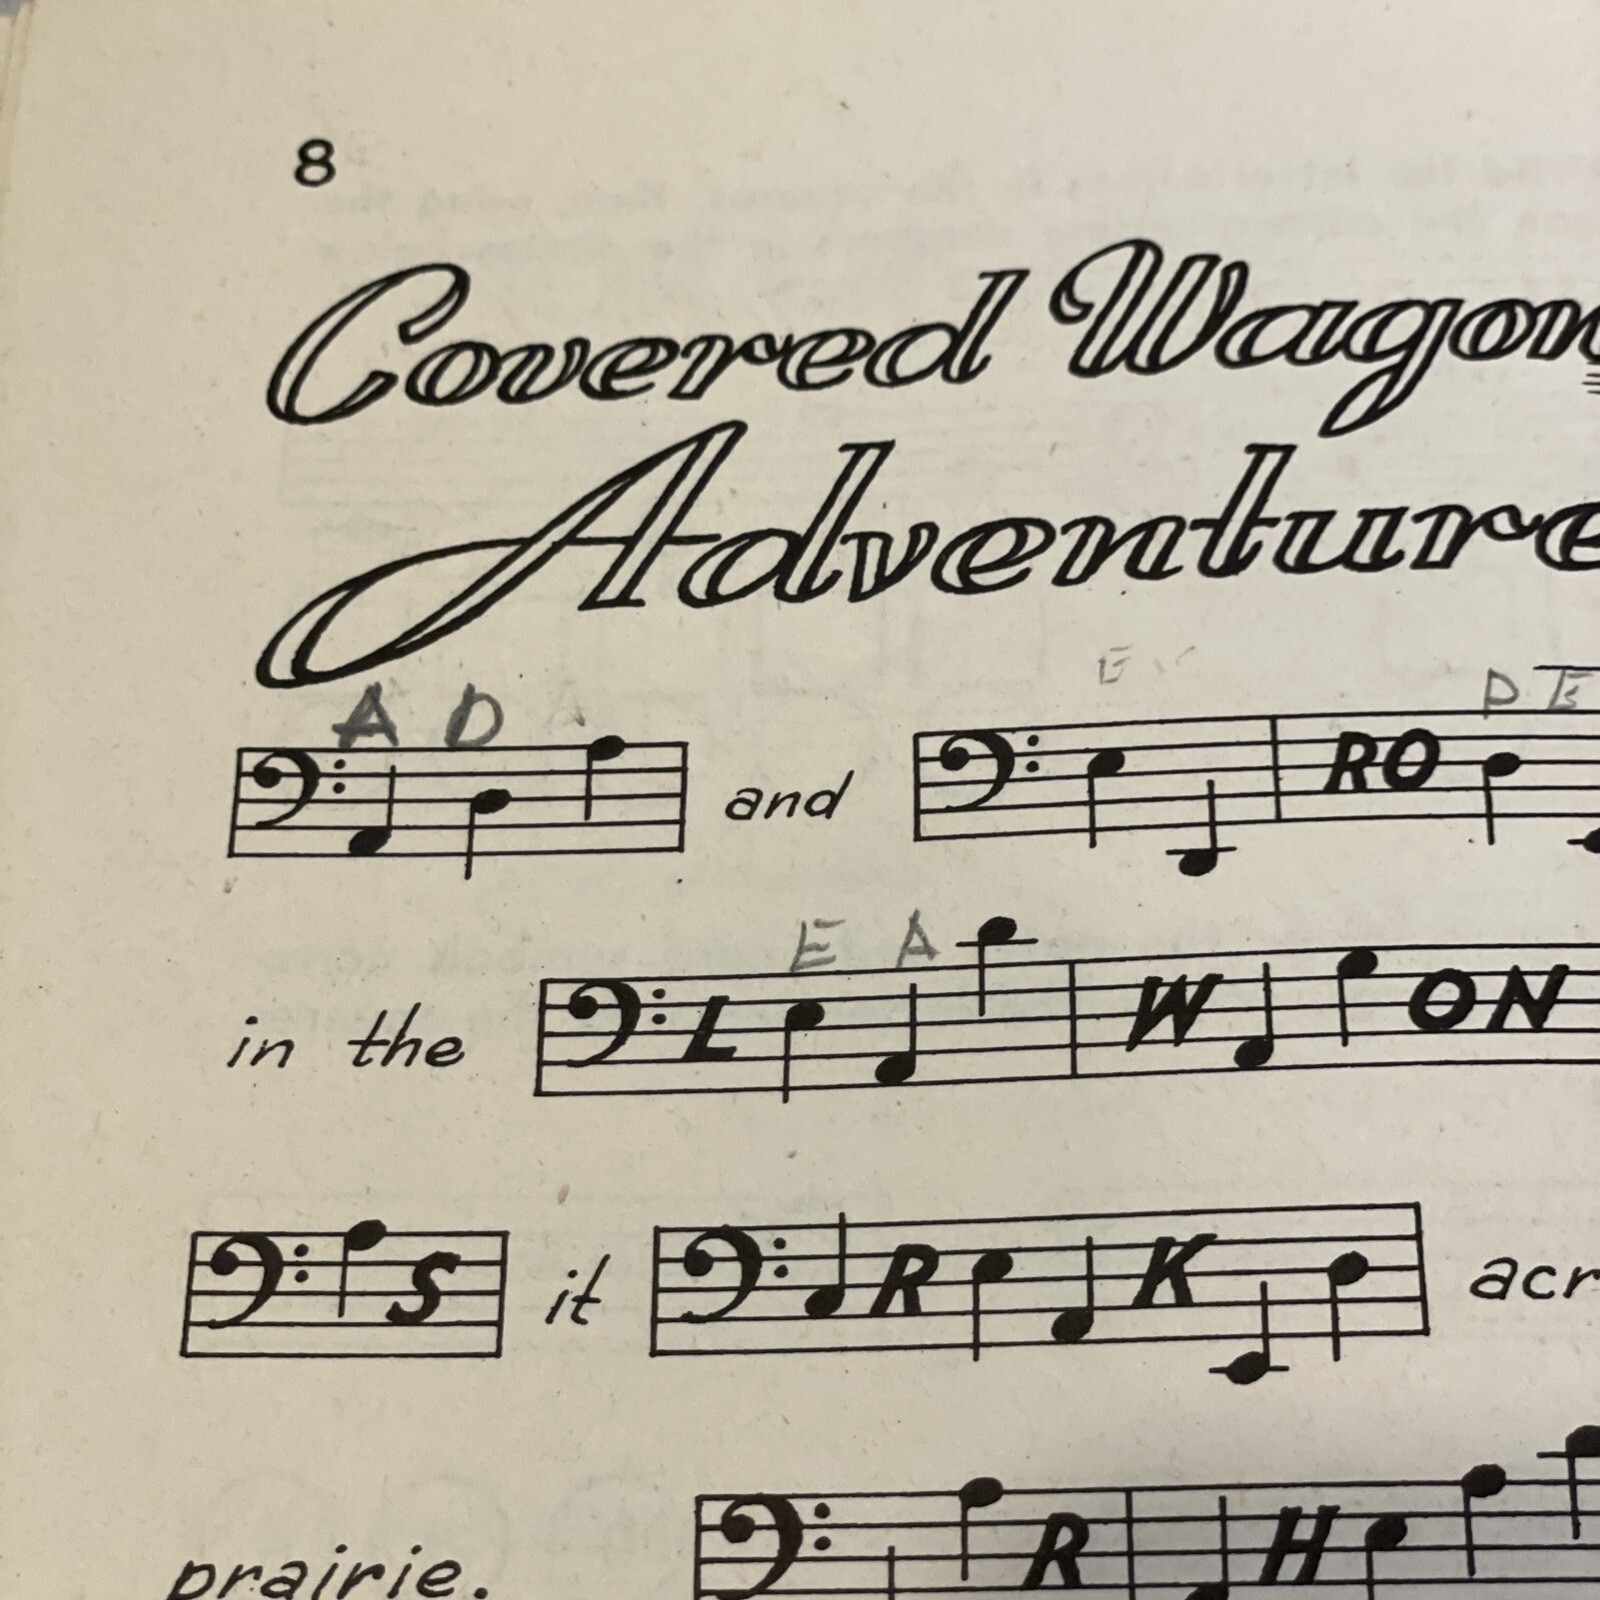 8
Covered Wagon
Adventure
A D A
E
D E
and RO
E A
in the L W ON
S it R K acr
prairie. R H